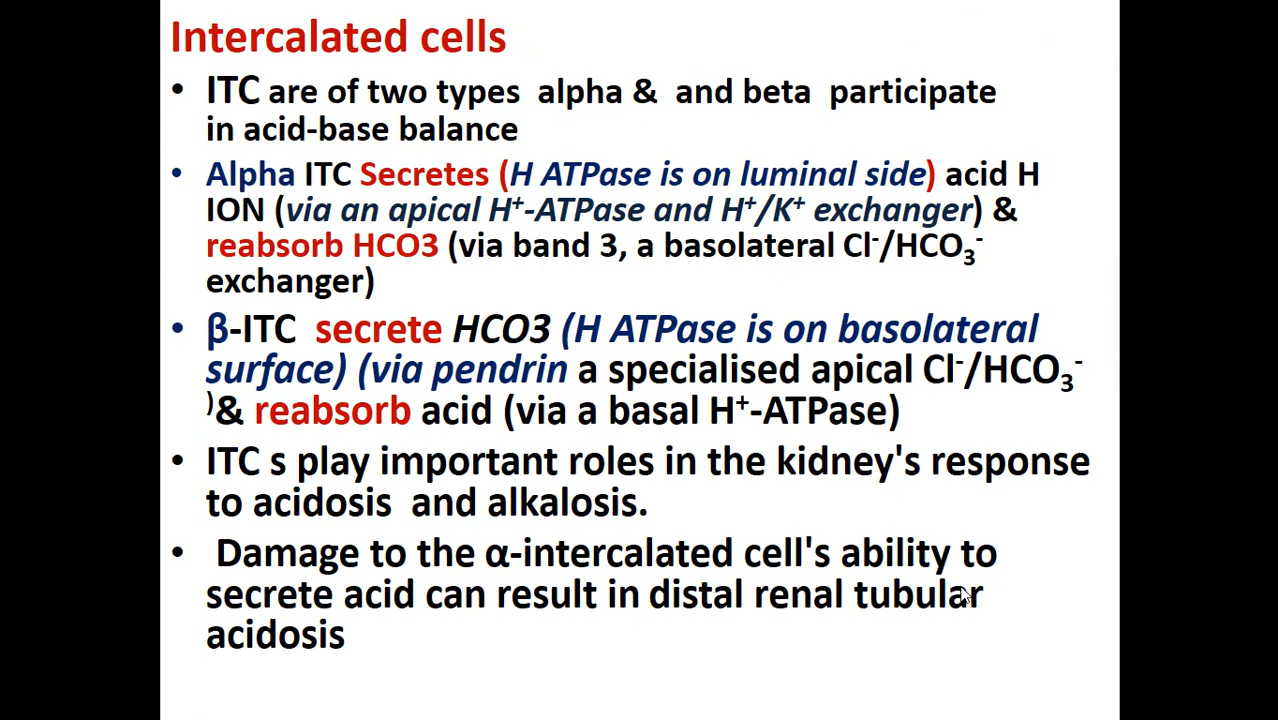 Intercalated cells
• ITC are of two types alpha & and beta participate
in acid-base balance
• Alpha ITC Secretes (H ATPase is on luminal side) acid H
ION (via an apical H⁺-ATPase and H⁺/K⁺ exchanger) &
reabsorb HCO3 (via band 3, a basolateral Cl⁻/HCO₃⁻
exchanger)
• β-ITC secrete HCO3 (H ATPase is on basolateral
surface) (via pendrin a specialised apical Cl⁻/HCO₃⁻
)& reabsorb acid (via a basal H⁺-ATPase)
• ITC s play important roles in the kidney's response
to acidosis and alkalosis.
• Damage to the α-intercalated cell's ability to
secrete acid can result in distal renal tubular
acidosis